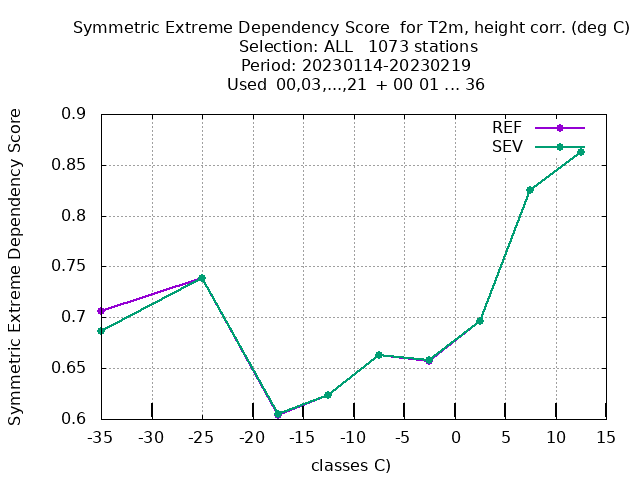 Symmetric Extreme Dependency Score  for T2m, height corr. (deg C)
Selection: ALL   1073 stations
Period: 20230114-20230219
Used  00,03,...,21  + 00 01 ... 36
Symmetric Extreme Dependency Score
0.9
0.85
0.8
0.75
0.7
0.65
0.6
REF
SEV
-35 -30 -25 -20 -15 -10 -5 0 5 10 15
classes C)